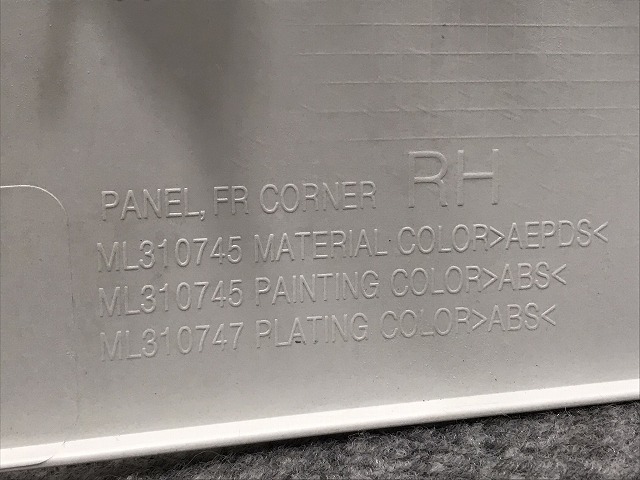 PANEL, FR CORNER RH
ML310745 MATERIAL COLOR>AEPDS<
ML310745 PAINTING COLOR>ABS<
ML310747 PLATING COLOR>ABS<